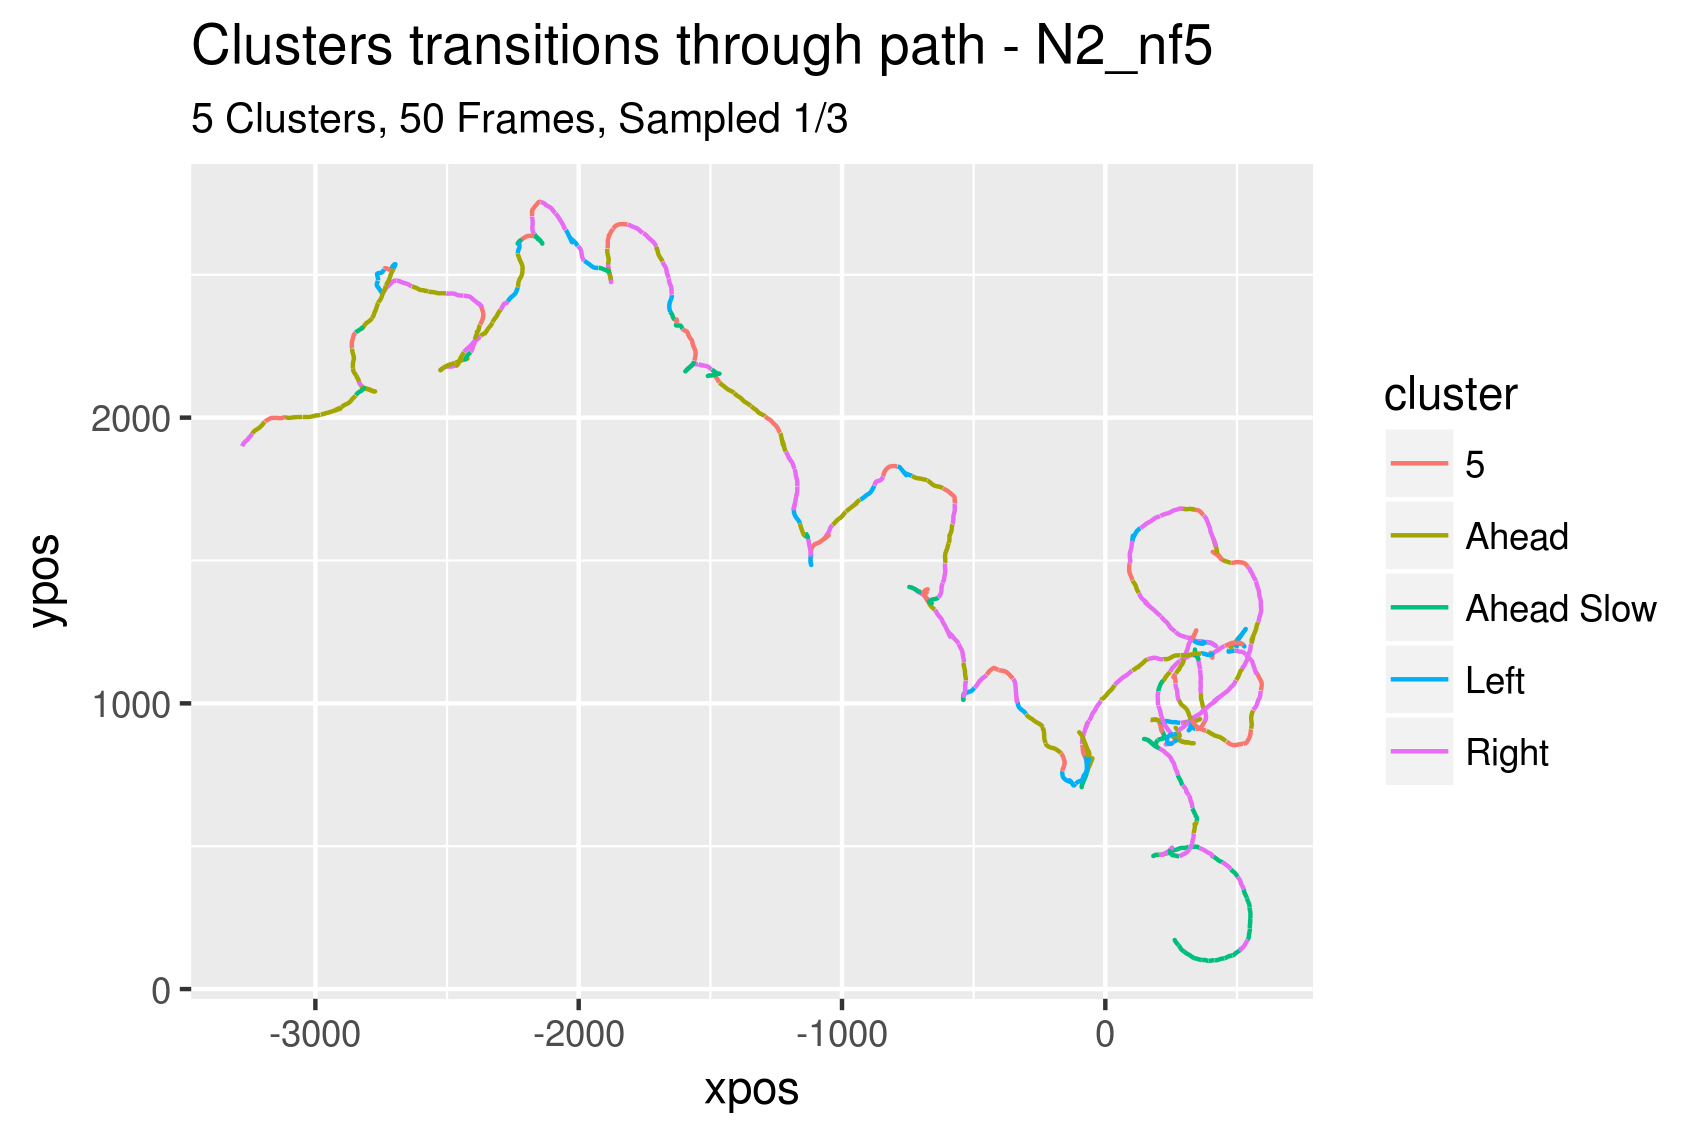 Clusters transitions through path - N2_nf5
5 Clusters, 50 Frames, Sampled 1/3
ypos
2000
1000
0
-3000
-2000
-1000
0
xpos
cluster
5
Ahead
Ahead Slow
Left
Right